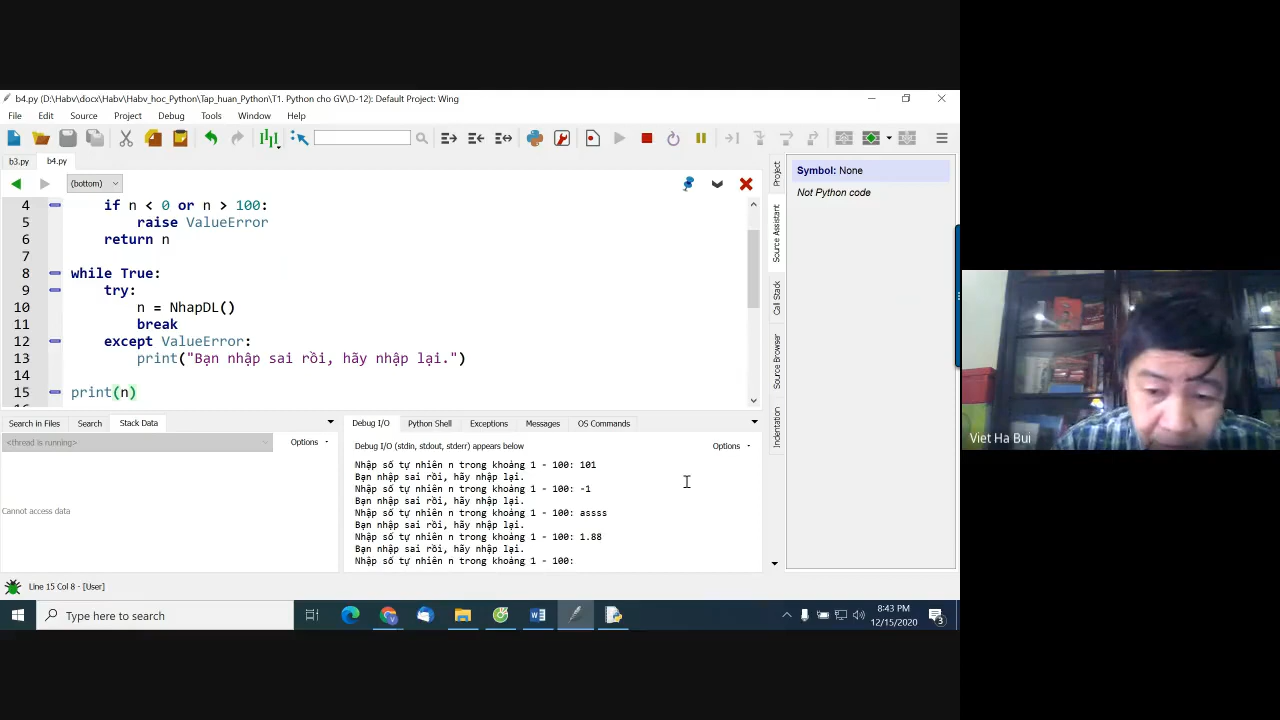 b4.py (D:\Habv\docx\Habv\Habv_hoc_Python\Tap_huan_Python\T1. Python cho GV\D-12): Default Project: Wing
File Edit Source Project Debug Tools Window Help
b3.py b4.py
(bottom)
4 if n < 0 or n > 100:
5 raise ValueError
6 return n
7
8 while True:
9 try:
10 n = NhapDL()
11 break
12 except ValueError:
13 print("Bạn nhập sai rồi, hãy nhập lại.")
14
15 print(n)
Project
Source Assistant
Call Stack
Source Browser
Indentation
Symbol: None
Not Python code
Search in Files Search Stack Data
<thread is running> Options
Cannot access data
Debug I/O Python Shell Exceptions Messages OS Commands
Debug I/O (stdin, stdout, stderr) appears below Options
Nhập số tự nhiên n trong khoảng 1 - 100: 101
Bạn nhập sai rồi, hãy nhập lại.
Nhập số tự nhiên n trong khoảng 1 - 100: -1
Bạn nhập sai rồi, hãy nhập lại.
Nhập số tự nhiên n trong khoảng 1 - 100: assss
Bạn nhập sai rồi, hãy nhập lại.
Nhập số tự nhiên n trong khoảng 1 - 100: 1.88
Bạn nhập sai rồi, hãy nhập lại.
Nhập số tự nhiên n trong khoảng 1 - 100:
Line 15 Col 8 - [User]
Type here to search
8:43 PM
12/15/2020
3
Viet Ha Bui